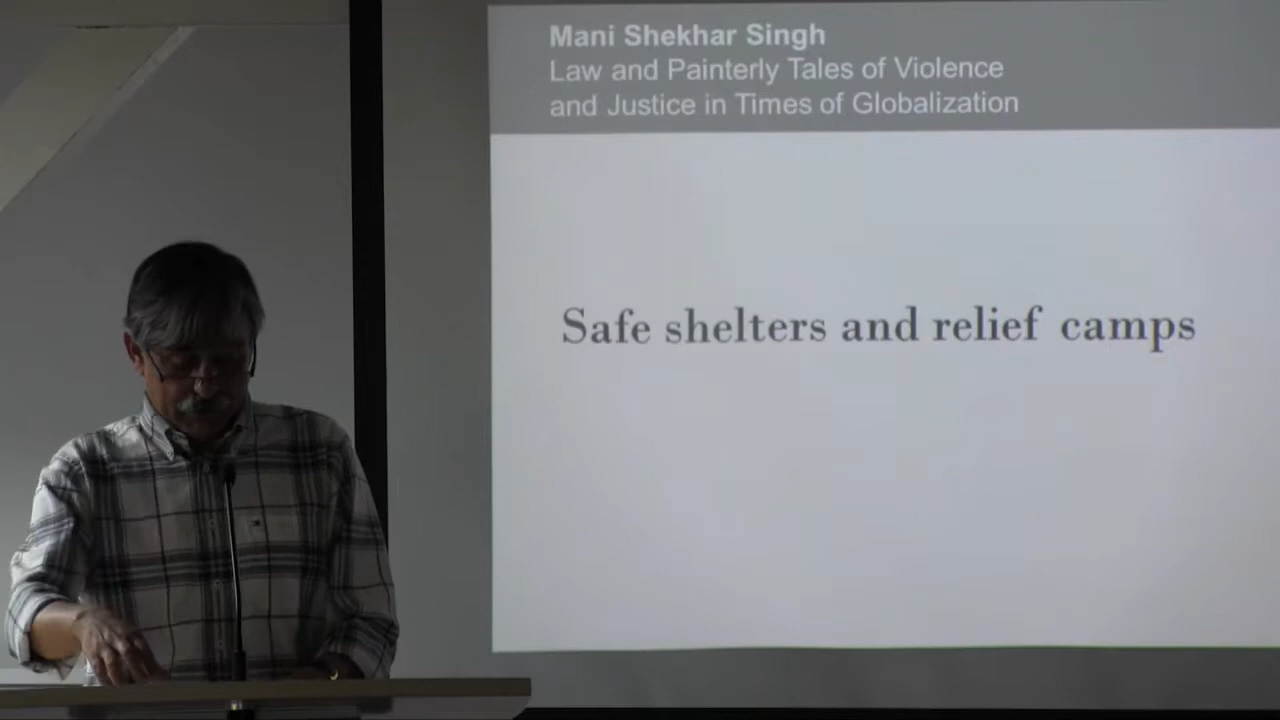 Mani Shekhar Singh
Law and Painterly Tales of Violence
and Justice in Times of Globalization
Safe shelters and relief camps